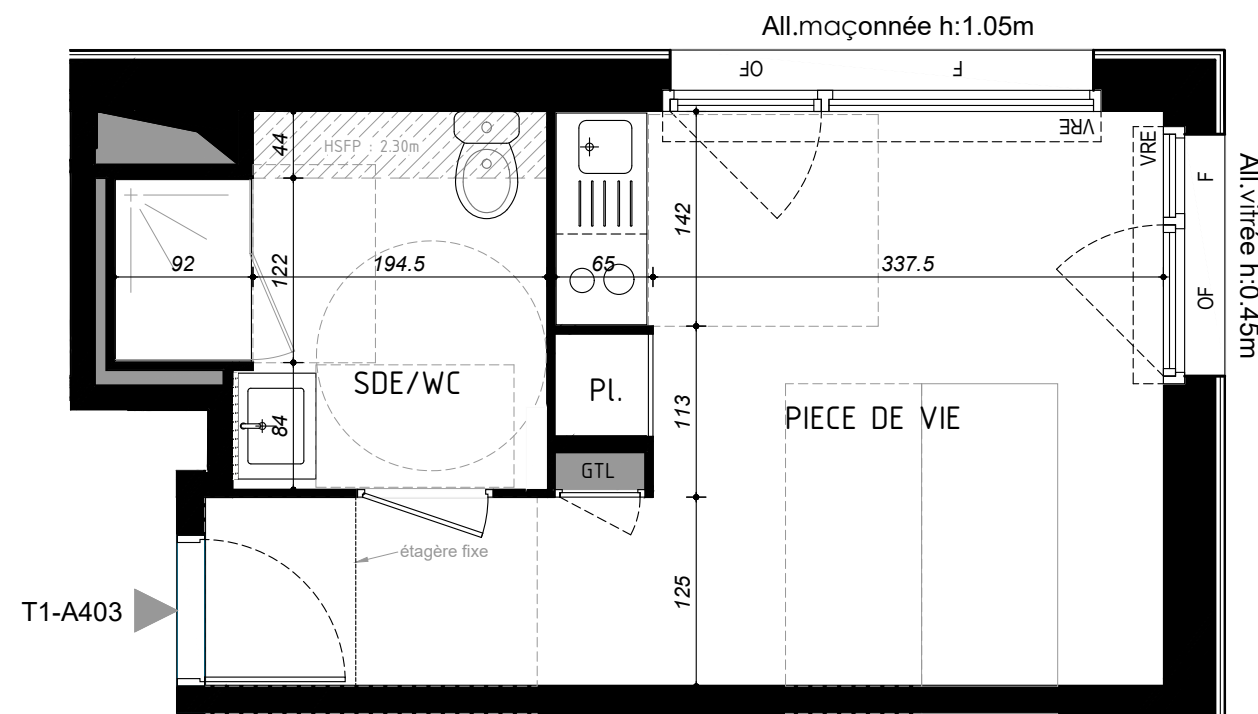 All.maçonnée h:1.05m
OF
F
VRE
VRE
F
OF
All.vitrée h:0.45m
44
HSFP : 2.30m
142
92
122
194.5
65
337.5
SDE/WC
Pl.
113
PIECE DE VIE
84
GTL
étagère fixe
125
T1-A403